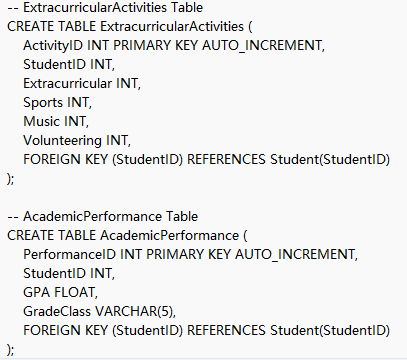 -- ExtracurricularActivities Table
CREATE TABLE ExtracurricularActivities (
    ActivityID INT PRIMARY KEY AUTO_INCREMENT,
    StudentID INT,
    Extracurricular INT,
    Sports INT,
    Music INT,
    Volunteering INT,
    FOREIGN KEY (StudentID) REFERENCES Student(StudentID)
);

-- AcademicPerformance Table
CREATE TABLE AcademicPerformance (
    PerformanceID INT PRIMARY KEY AUTO_INCREMENT,
    StudentID INT,
    GPA FLOAT,
    GradeClass VARCHAR(5),
    FOREIGN KEY (StudentID) REFERENCES Student(StudentID)
);